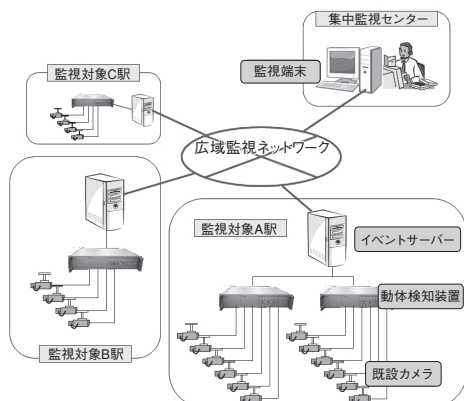 集中監視センター
監視端末
監視対象C駅
広域監視ネットワーク
監視対象A駅
イベントサーバー
動体検知装置
既設カメラ
監視対象B駅